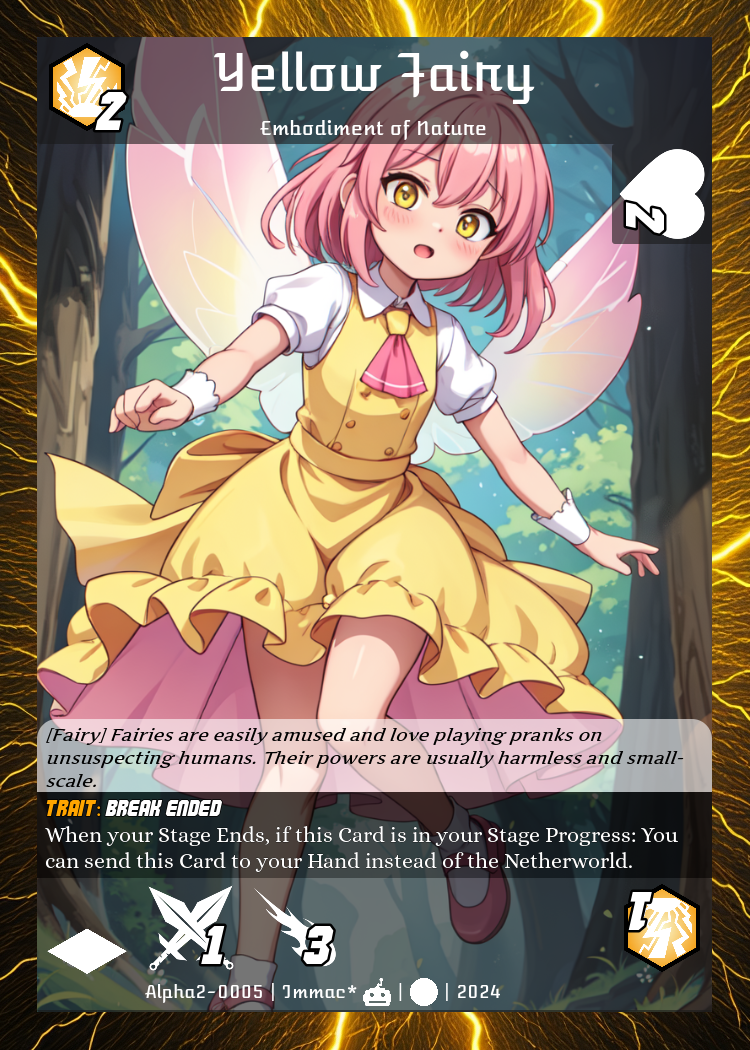 2
Yellow Fairy
Embodiment of Nature
2
[Fairy] Fairies are easily amused and love playing pranks on
unsuspecting humans. Their powers are usually harmless and small-
scale.
TRAIT: BREAK ENDED
When your Stage Ends, if this Card is in your Stage Progress: You
can send this Card to your Hand instead of the Netherworld.
1
3
1
Alpha2-0005 | Immac* | | 2024